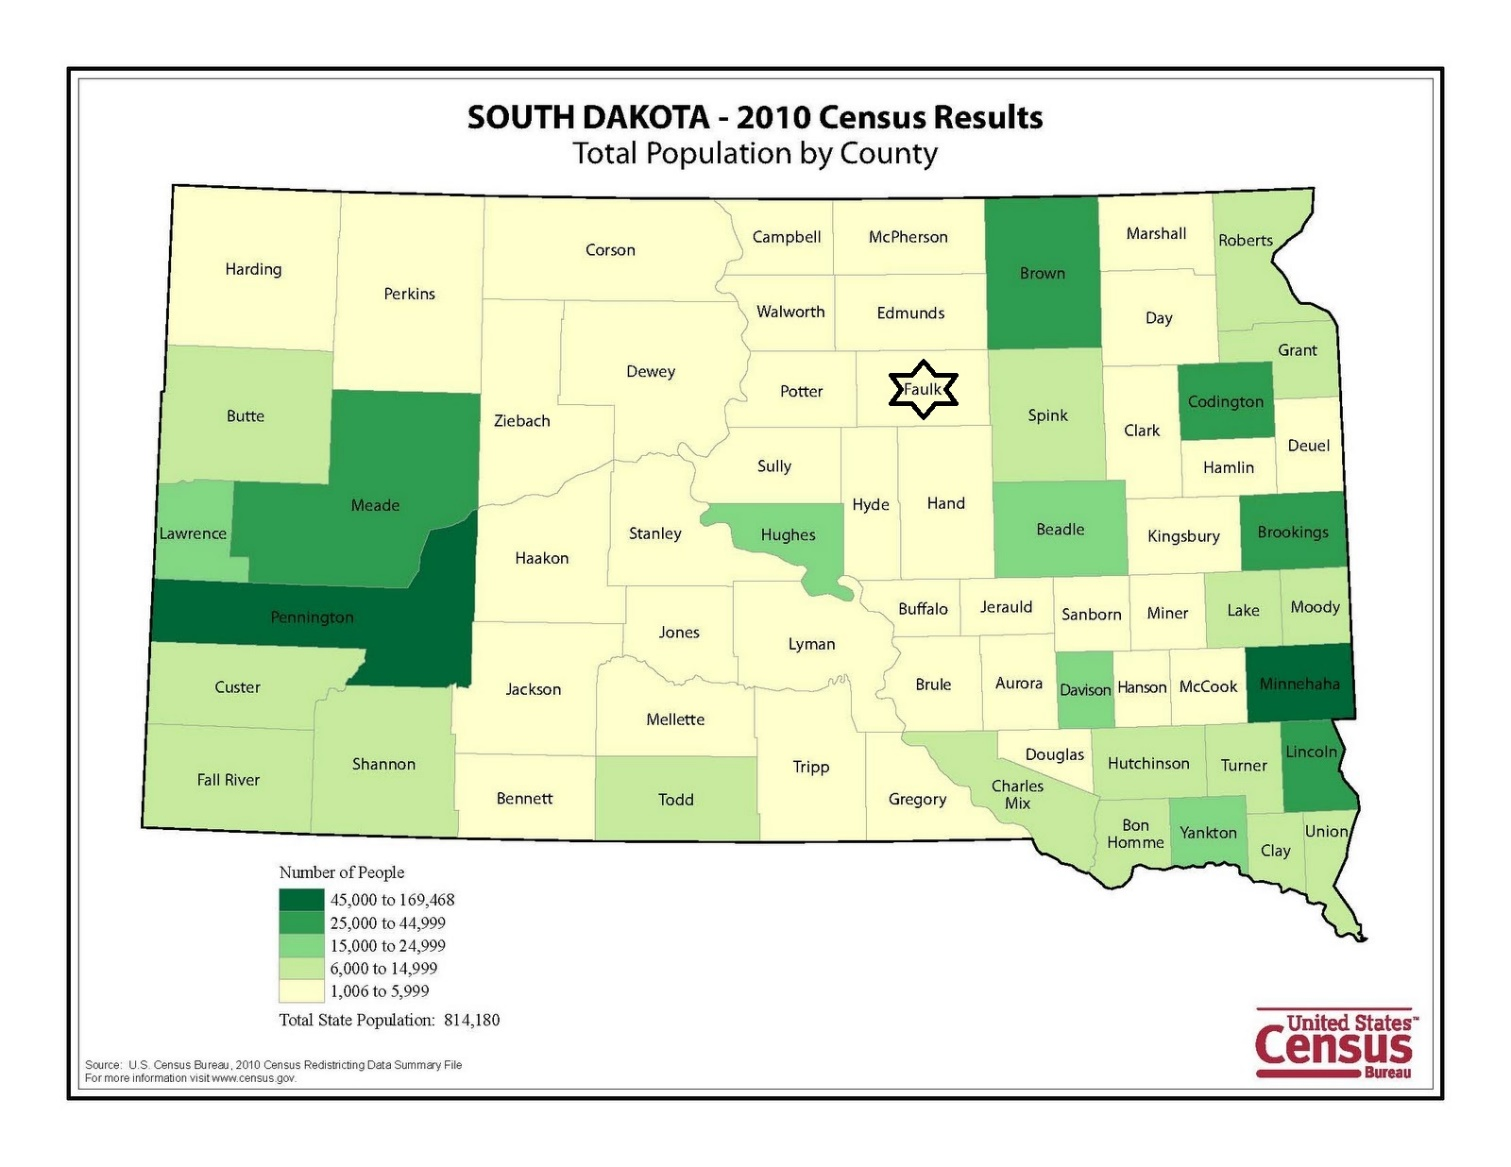 SOUTH DAKOTA - 2010 Census Results
Total Population by County
Harding
Perkins
Corson
Campbell
McPherson
Brown
Marshall
Roberts
Walworth
Edmunds
Day
Grant
Butte
Dewey
Ziebach
Potter
Faulk
Spink
Clark
Codington
Deuel
Hamlin
Meade
Lawrence
Sully
Hyde
Hand
Stanley
Hughes
Beadle
Kingsbury
Brookings
Haakon
Pennington
Jones
Lyman
Buffalo
Jerauld
Sanborn
Miner
Lake
Moody
Custer
Jackson
Mellette
Brule
Aurora
Davison
Hanson
McCook
Minnehaha
Fall River
Shannon
Bennett
Todd
Tripp
Gregory
Charles
Mix
Douglas
Hutchinson
Turner
Lincoln
Bon
Homme
Yankton
Clay
Union
Number of People
45,000 to 169,468
25,000 to 44,999
15,000 to 24,999
6,000 to 14,999
1,006 to 5,999
Total State Population: 814,180
Source: U.S. Census Bureau, 2010 Census Redistricting Data Summary File
For more information visit www.census.gov.
United States™
Census
Bureau